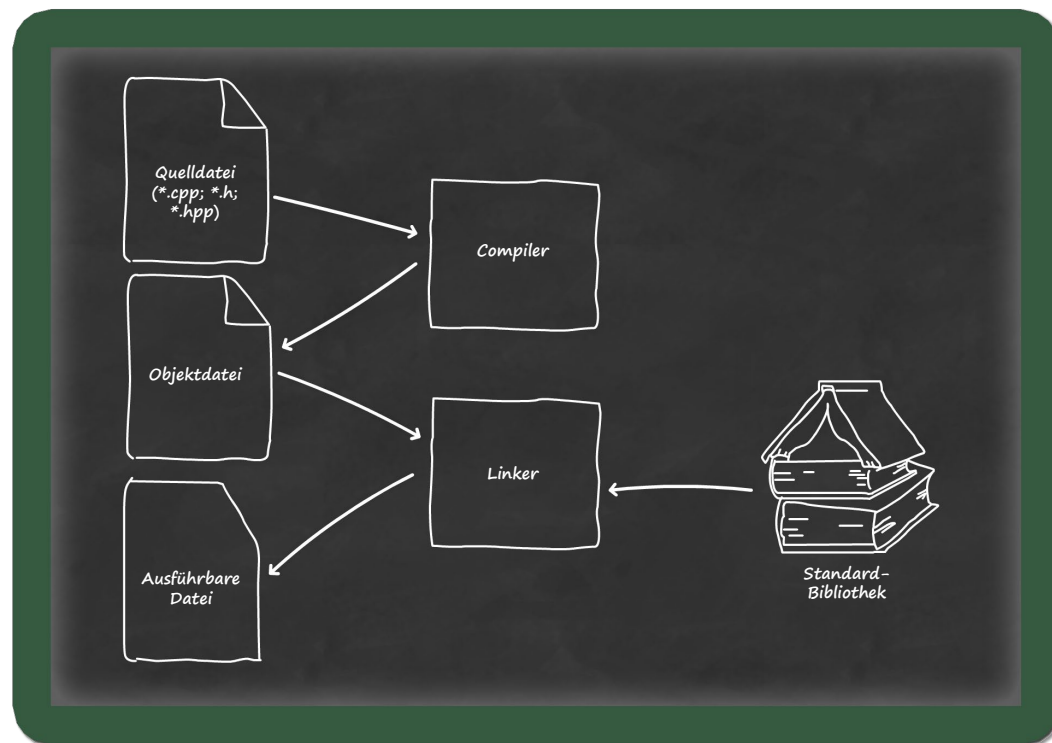 Quelldatei
(*.cpp; *.h;
*.hpp)
Compiler
Objektdatei
Linker
Ausführbare
Datei
Standard-
Bibliothek